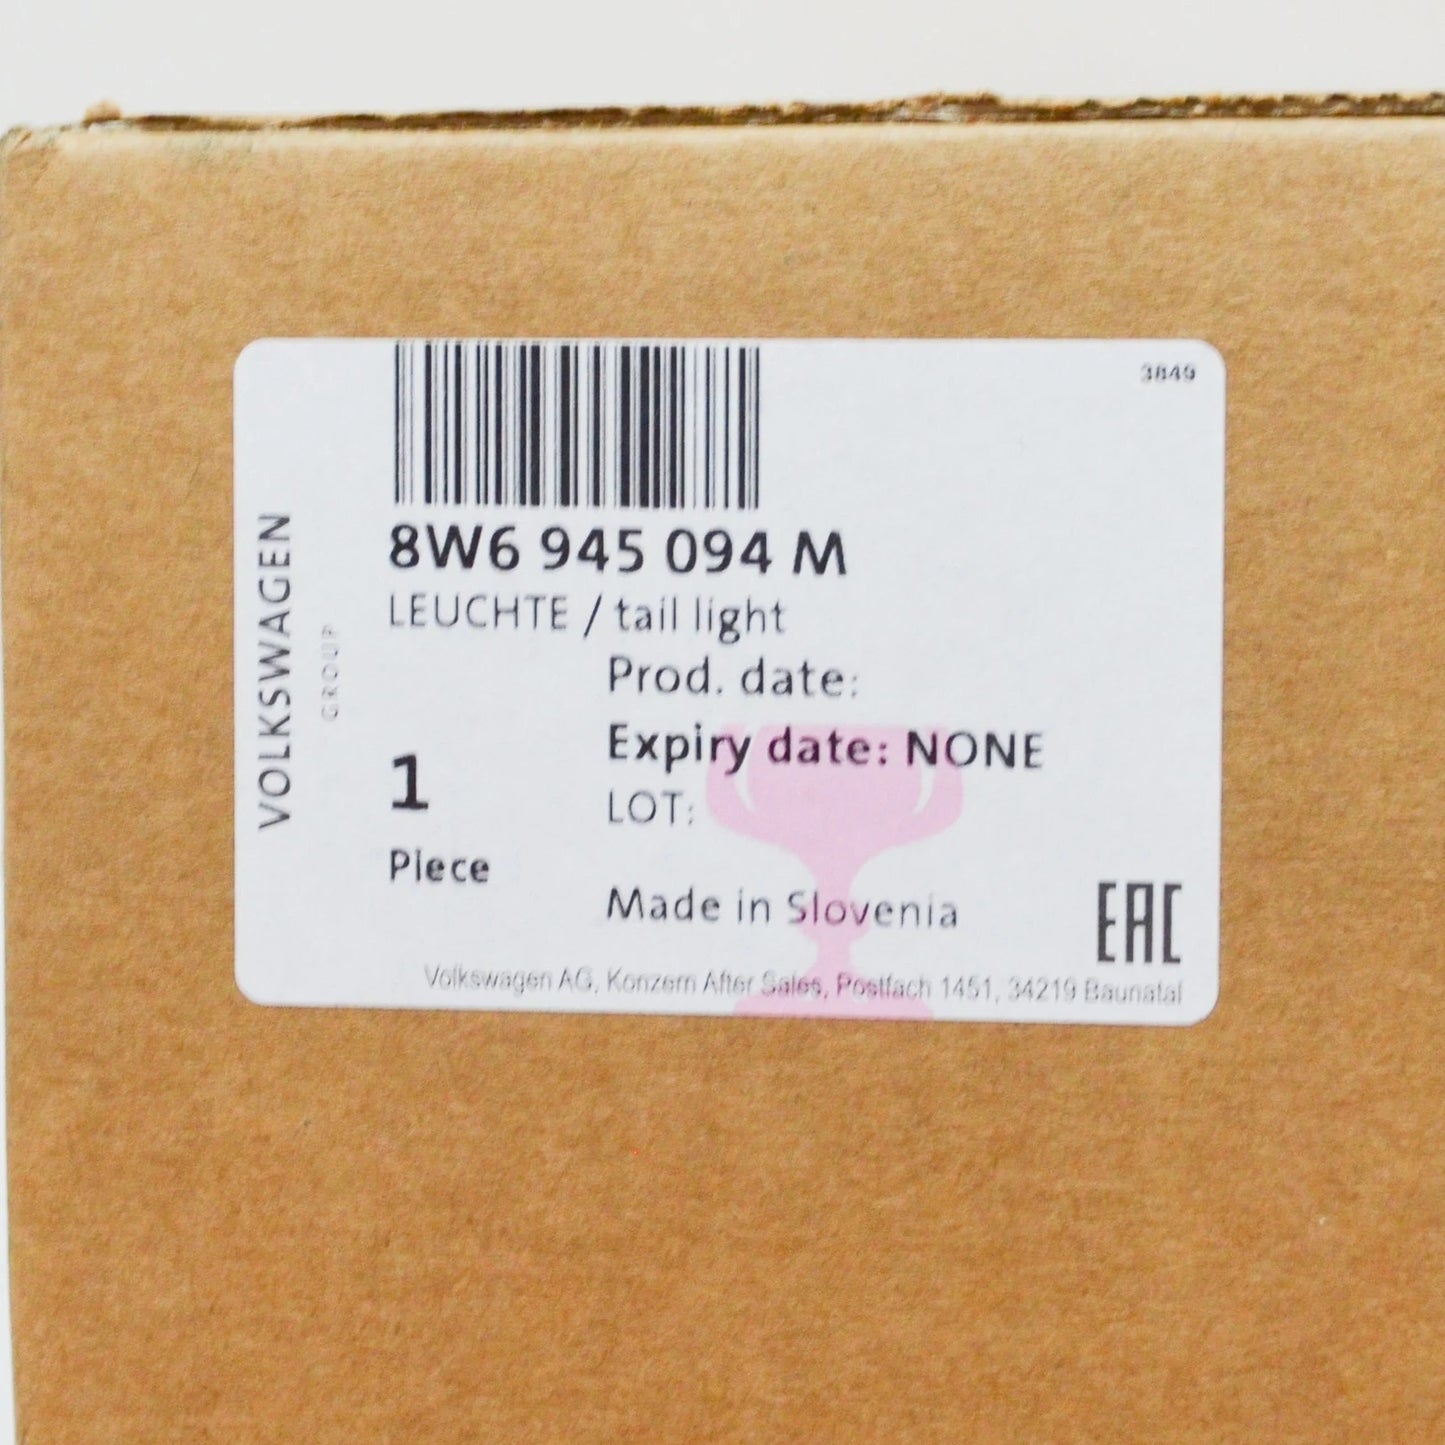 3849
8W6 945 094 M
LEUCHTE / tail light
Prod. date:
Expiry date: NONE
LOT:
1
Piece
Made in Slovenia
EAC
Volkswagen AG, Konzern After Sales, Postfach 1451, 34219 Baunatal
VOLKSWAGEN
GROUP